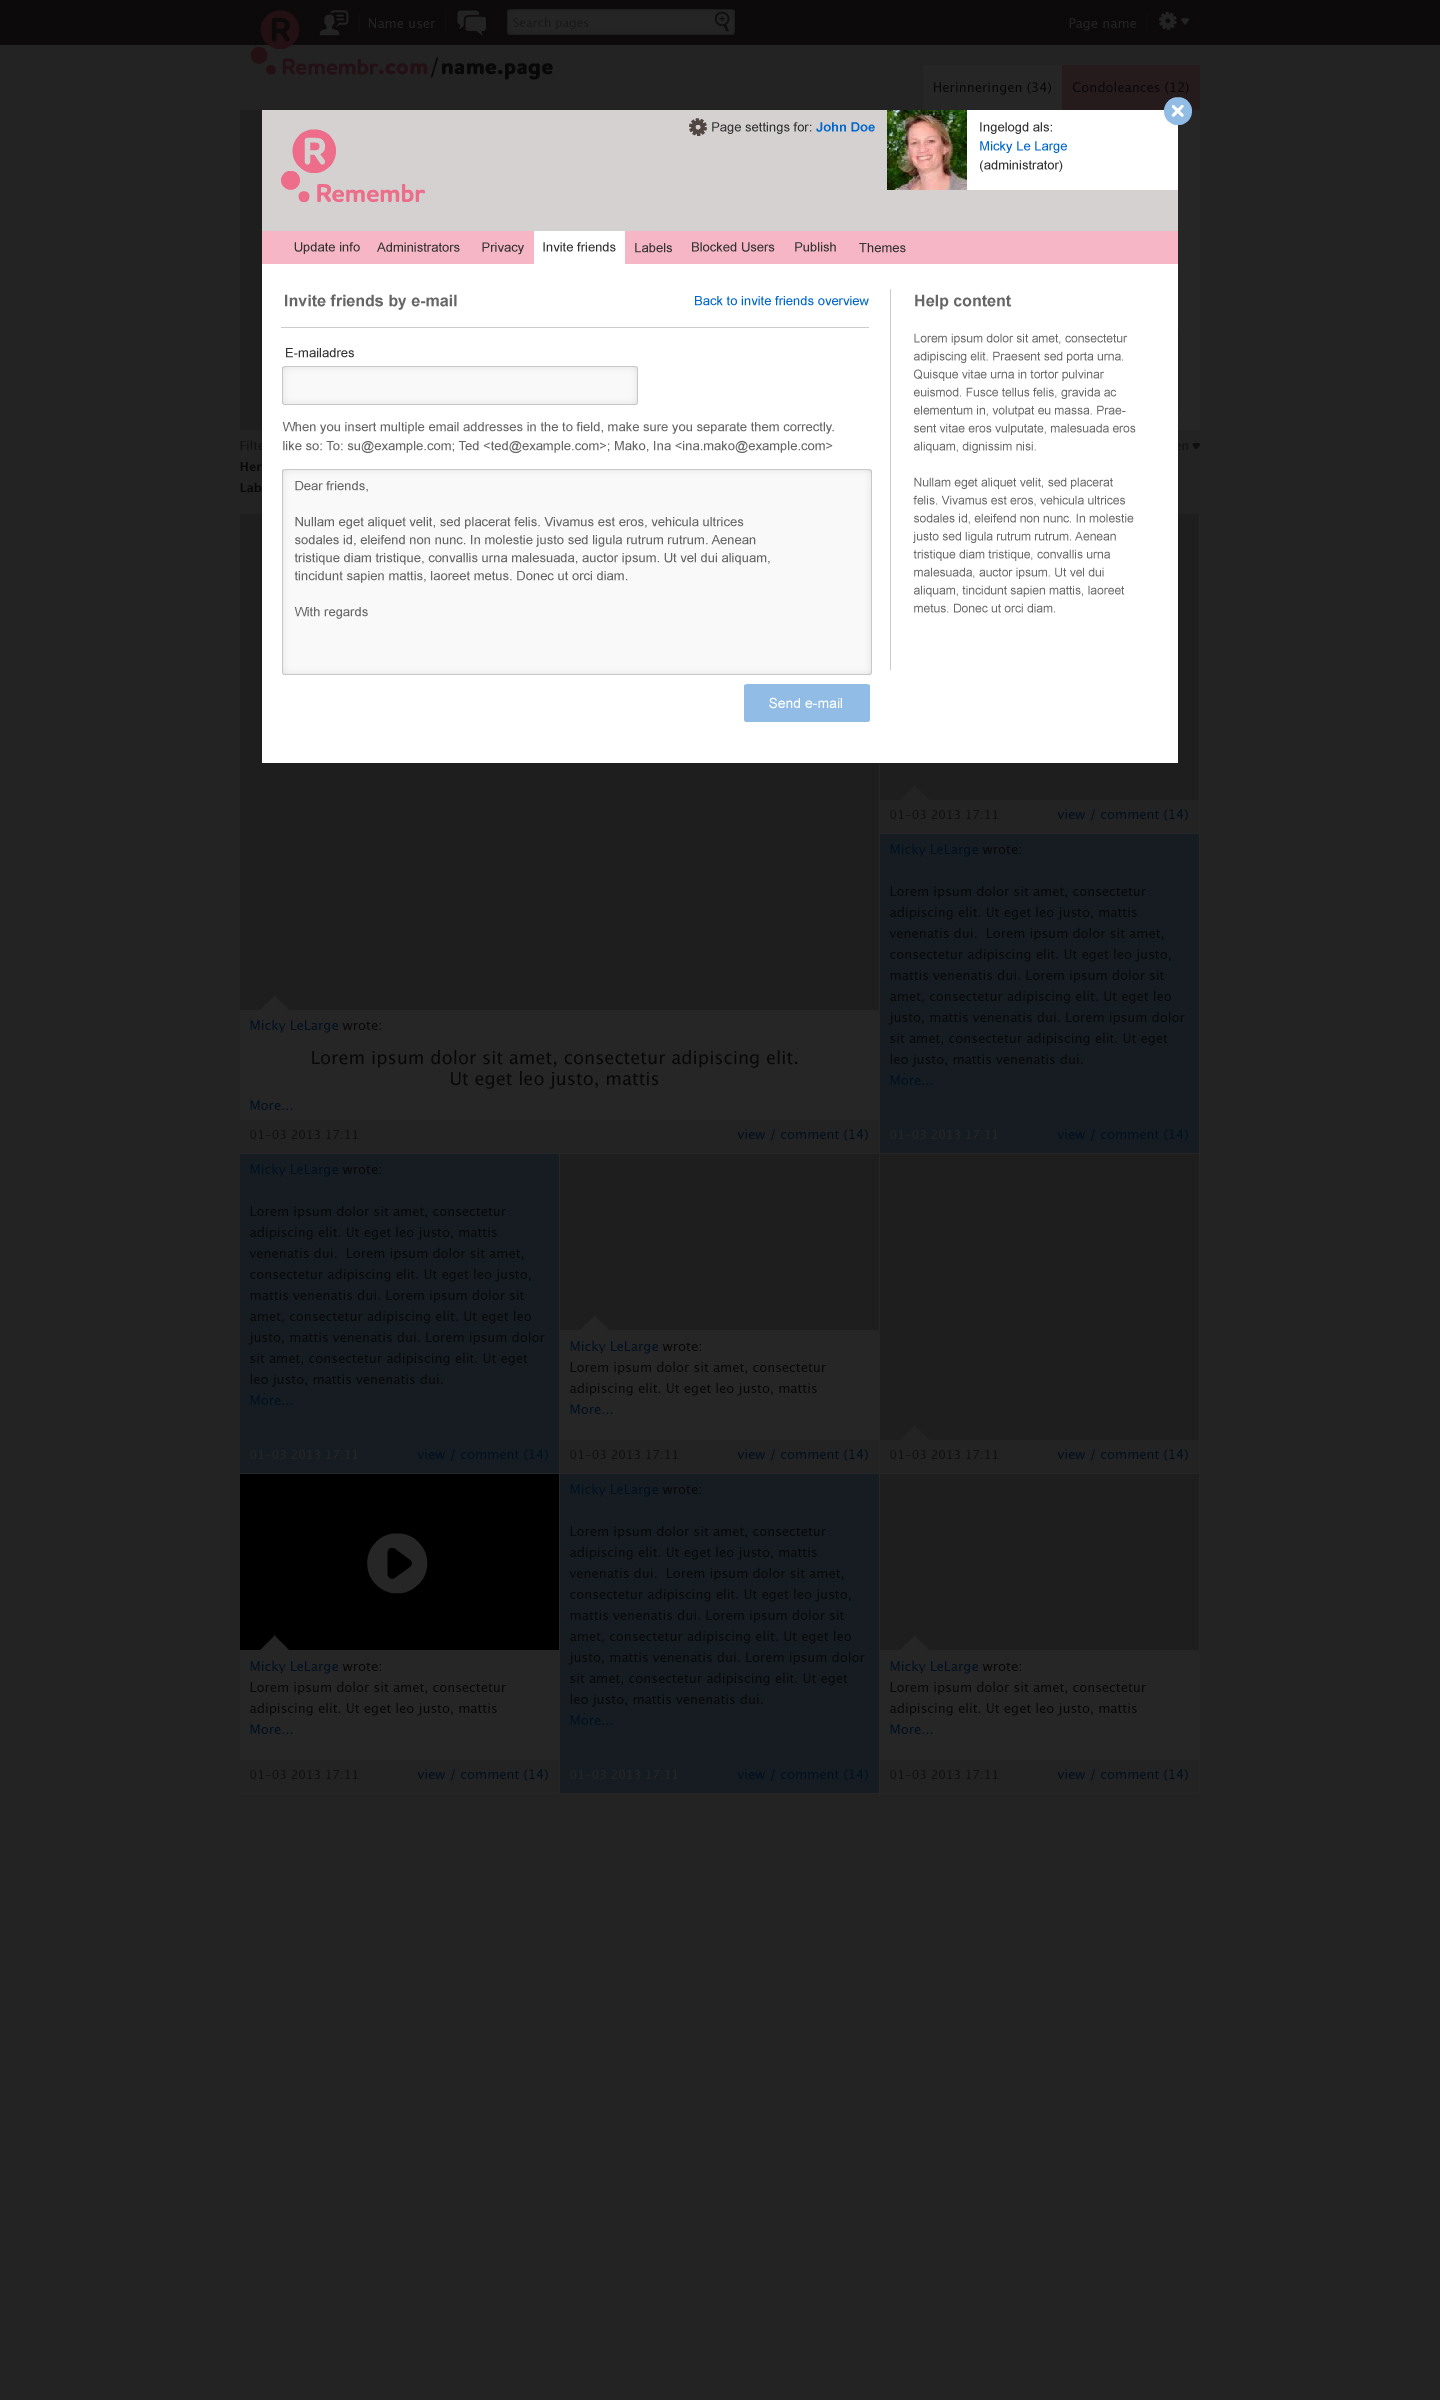 R
Name user
Search pages
Page name
Remembr.com/name.page
Herinneringen (34)
Condoleances (12)
R
Remembr
Page settings for: John Doe
Ingelogd als:
Micky Le Large
(administrator)
Update info
Administrators
Privacy
Invite friends
Labels
Blocked Users
Publish
Themes
Invite friends by e-mail
Back to invite friends overview
E-mailadres
When you insert multiple email addresses in the to field, make sure you separate them correctly.
like so: To: su@example.com; Ted <ted@example.com>; Mako, Ina <ina.mako@example.com>
Dear friends,
Nullam eget aliquet velit, sed placerat felis. Vivamus est eros, vehicula ultrices
sodales id, eleifend non nunc. In molestie justo sed ligula rutrum rutrum. Aenean
tristique diam tristique, convallis urna malesuada, auctor ipsum. Ut vel dui aliquam,
tincidunt sapien mattis, laoreet metus. Donec ut orci diam.
With regards
Send e-mail
Help content
Lorem ipsum dolor sit amet, consectetur
adipiscing elit. Praesent sed porta urna.
Quisque vitae urna in tortor pulvinar
euismod. Fusce tellus felis, gravida ac
elementum in, volutpat eu massa. Prae-
sent vitae eros vulputate, malesuada eros
aliquam, dignissim nisi.
Nullam eget aliquet velit, sed placerat
felis. Vivamus est eros, vehicula ultrices
sodales id, eleifend non nunc. In molestie
justo sed ligula rutrum rutrum. Aenean
tristique diam tristique, convallis urna
malesuada, auctor ipsum. Ut vel dui
aliquam, tincidunt sapien mattis, laoreet
metus. Donec ut orci diam.
01-03 2013 17:11
view / comment (14)
Micky LeLarge wrote:
Lorem ipsum dolor sit amet, consectetur
adipiscing elit. Ut eget leo justo, mattis
venenatis dui. Lorem ipsum dolor sit amet,
consectetur adipiscing elit. Ut eget leo justo,
mattis venenatis dui. Lorem ipsum dolor sit
amet, consectetur adipiscing elit. Ut eget leo
justo, mattis venenatis dui. Lorem ipsum dolor
sit amet, consectetur adipiscing elit. Ut eget
leo justo, mattis venenatis dui.
More...
01-03 2013 17:11
view / comment (14)
Micky LeLarge wrote:
Lorem ipsum dolor sit amet, consectetur adipiscing elit.
Ut eget leo justo, mattis
More...
01-03 2013 17:11
view / comment (14)
Micky LeLarge wrote:
Lorem ipsum dolor sit amet, consectetur
adipiscing elit. Ut eget leo justo, mattis
venenatis dui. Lorem ipsum dolor sit amet,
consectetur adipiscing elit. Ut eget leo justo,
mattis venenatis dui. Lorem ipsum dolor sit
amet, consectetur adipiscing elit. Ut eget leo
justo, mattis venenatis dui. Lorem ipsum dolor
sit amet, consectetur adipiscing elit. Ut eget
leo justo, mattis venenatis dui.
More...
01-03 2013 17:11
view / comment (14)
Micky LeLarge wrote:
Lorem ipsum dolor sit amet, consectetur
adipiscing elit. Ut eget leo justo, mattis
More...
01-03 2013 17:11
view / comment (14)
01-03 2013 17:11
view / comment (14)
Micky LeLarge wrote:
Lorem ipsum dolor sit amet, consectetur
adipiscing elit. Ut eget leo justo, mattis
More...
01-03 2013 17:11
view / comment (14)
Micky LeLarge wrote:
Lorem ipsum dolor sit amet, consectetur
adipiscing elit. Ut eget leo justo, mattis
venenatis dui. Lorem ipsum dolor sit amet,
consectetur adipiscing elit. Ut eget leo justo,
mattis venenatis dui. Lorem ipsum dolor sit
amet, consectetur adipiscing elit. Ut eget leo
justo, mattis venenatis dui. Lorem ipsum dolor
sit amet, consectetur adipiscing elit. Ut eget
leo justo, mattis venenatis dui.
More...
01-03 2013 17:11
view / comment (14)
Micky LeLarge wrote:
Lorem ipsum dolor sit amet, consectetur
adipiscing elit. Ut eget leo justo, mattis
More...
01-03 2013 17:11
view / comment (14)